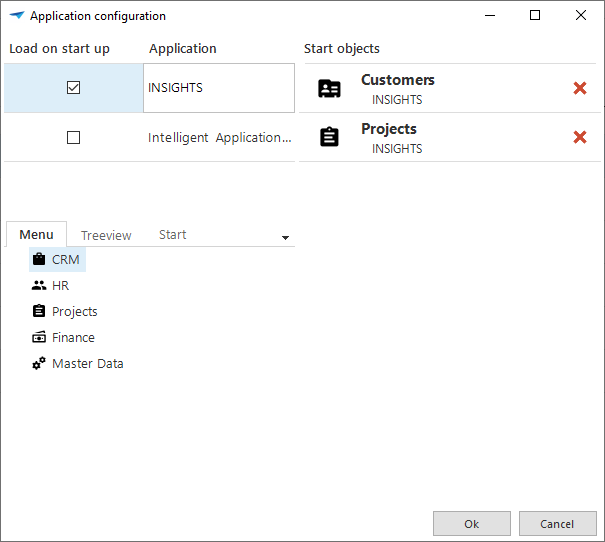 Application configuration
Load on start up Application Start objects
INSIGHTS
Customers
INSIGHTS
Intelligent Application...
Projects
INSIGHTS
Menu Treeview Start
CRM
HR
Projects
Finance
Master Data
Ok Cancel